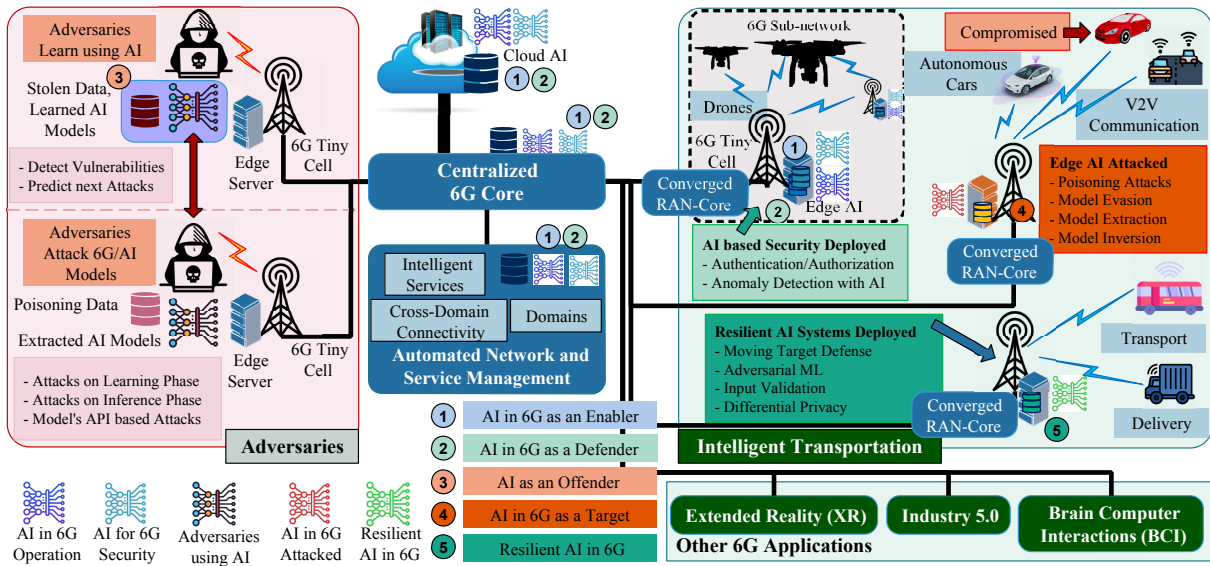 Adversaries
Learn using AI
3
Stolen Data,
Learned AI
Models
- Detect Vulnerabilities
- Predict next Attacks
Edge
Server
6G Tiny
Cell
Adversaries
Attack 6G/AI
Models
Poisoning Data
Extracted AI Models
Edge
Server
6G Tiny
Cell
- Attacks on Learning Phase
- Attacks on Inference Phase
- Model's API based Attacks
Adversaries
Cloud AI
1 2
1 2
Centralized
6G Core
1 2
Intelligent
Services
Cross-Domain
Connectivity
Domains
Automated Network and
Service Management
6G Sub-network
Drones
6G Tiny
Cell
1
Converged
RAN-Core
2
Edge AI
AI based Security Deployed
- Authentication/Authorization
- Anomaly Detection with AI
Compromised
Autonomous
Cars
V2V
Communication
Edge AI Attacked
- Poisoning Attacks
- Model Evasion
- Model Extraction
- Model Inversion
4
Converged
RAN-Core
Resilient AI Systems Deployed
- Moving Target Defense
- Adversarial ML
- Input Validation
- Differential Privacy
Transport
Converged
RAN-Core
5
Delivery
Intelligent Transportation
1 AI in 6G as an Enabler
2 AI in 6G as a Defender
3 AI as an Offender
4 AI in 6G as a Target
5 Resilient AI in 6G
AI in 6G
Operation
AI for 6G
Security
Adversaries
using AI
AI in 6G
Attacked
Resilient
AI in 6G
Extended Reality (XR)
Industry 5.0
Brain Computer
Interactions (BCI)
Other 6G Applications